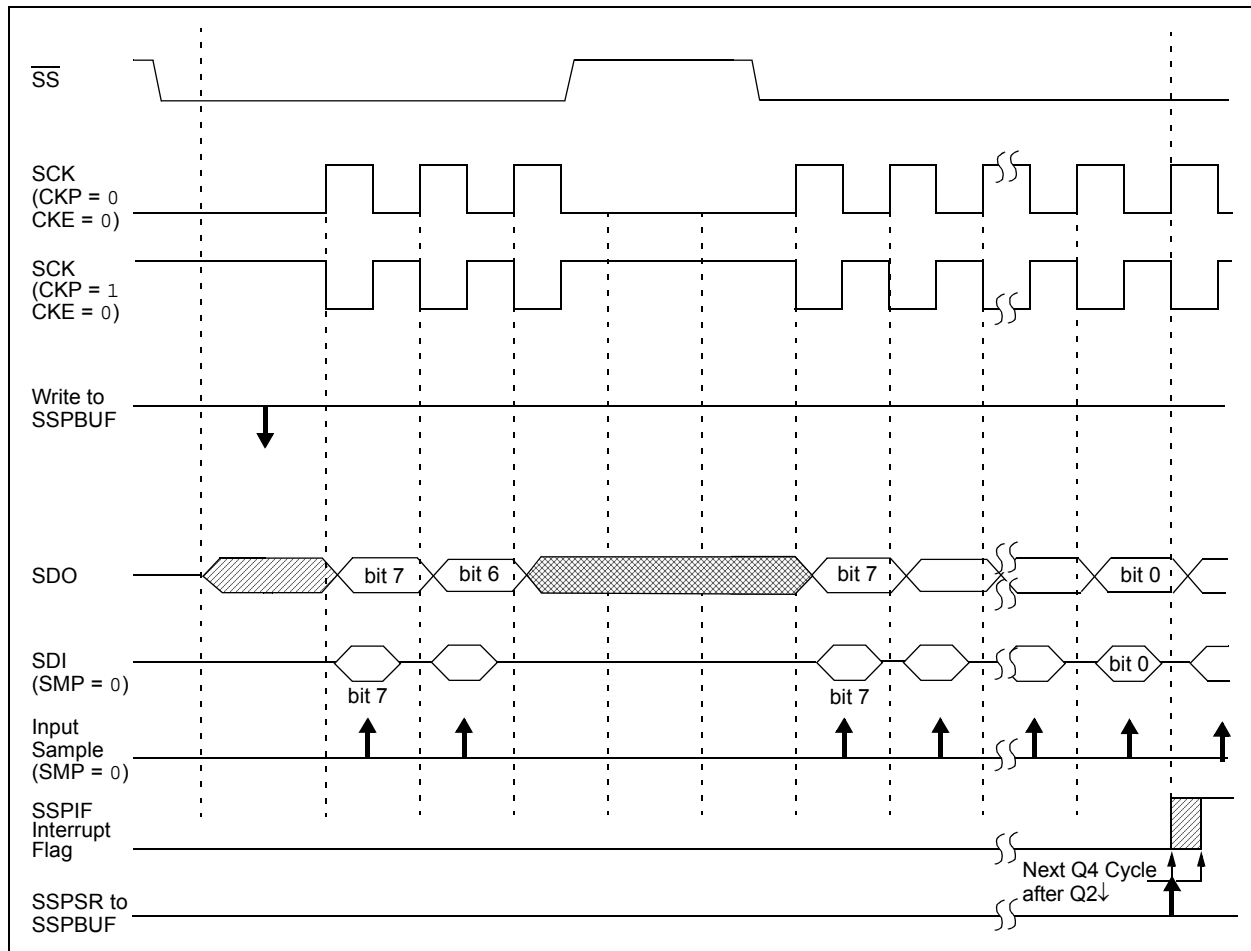 SS
SCK
(CKP = 0
CKE = 0)
SCK
(CKP = 1
CKE = 0)
Write to
SSPBUF
SDO
bit 7
bit 6
bit 7
bit 0
SDI
(SMP = 0)
bit 7
bit 7
bit 0
Input
Sample
(SMP = 0)
SSPIF
Interrupt
Flag
Next Q4 Cycle
after Q2↓
SSPSR to
SSPBUF